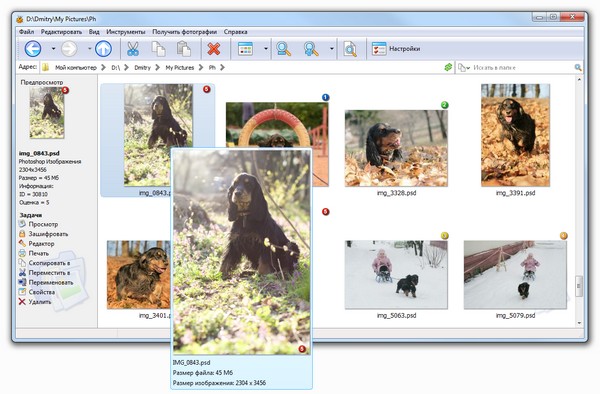 D:\Dmitry\My Pictures\Ph
Файл Редактировать Вид Инструменты Получить фотографии Справка
Настройки
Адрес: Мой компьютер D:\ Dmitry My Pictures Ph
Искать в папке
Предпросмотр
5
img_0843.psd
Photoshop Изображения
2304x3456
Размер = 45 Мб
Информация:
ID = 30810
Оценка = 5
Задачи
Просмотр
Зашифровать
Редактор
Печать
Скопировать в
Переместить в
Переименовать
Свойства
Удалить
5
1
2
img_0843.psd
img_3328.psd
img_3391.psd
img_3401.psd
img_5063.psd
img_5079.psd
5
IMG_0843.psd
Размер файла: 45 Мб
Размер изображения: 2304 x 3456